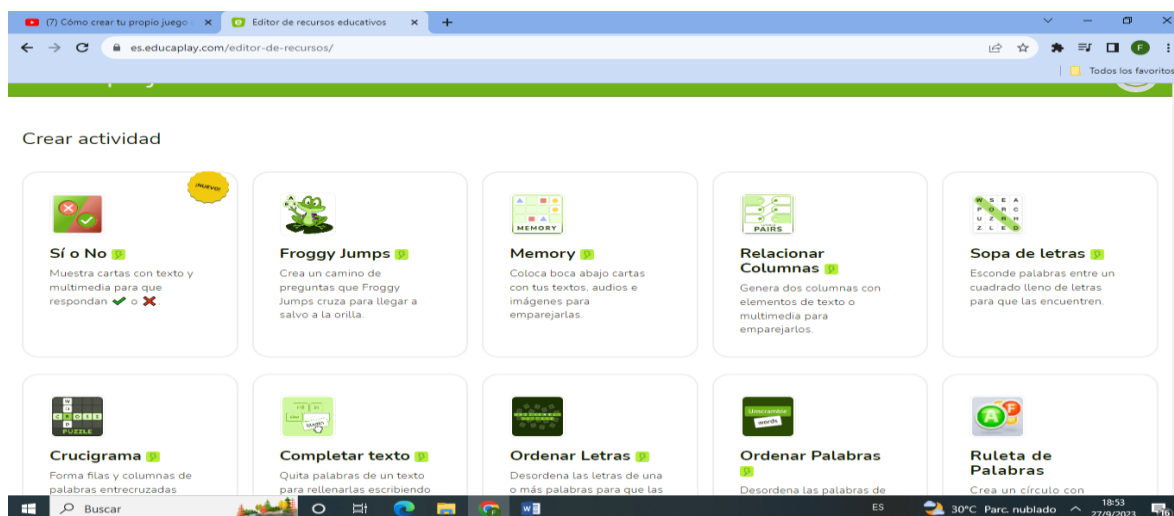 (7) Cómo crear tu propio juego
Editor de recursos educativos
es.educaplay.com/editor-de-recursos/
F
Todos los favoritos
Crear actividad
¡NUEVO!
Sí o No
Muestra cartas con texto y
multimedia para que
respondan ✔ o ✖.
Froggy Jumps
Crea un camino de
preguntas que Froggy
Jumps cruza para llegar a
salvo a la orilla.
MEMORY
Memory
Coloca boca abajo cartas
con tus textos, audios e
imágenes para
emparejarlas.
PAIRS
Relacionar
Columnas
Genera dos columnas con
elementos de texto o
multimedia para
emparejarlos.
Sopa de letras
Esconde palabras entre un
cuadrado lleno de letras
para que las encuentren.
CROSS
PUZZLE
Crucigrama
Forma filas y columnas de
palabras entrecruzadas
Completar texto
Quita palabras de un texto
para rellenarlas escribiendo
Ordenar Letras
Desordena las letras de una
o más palabras para que las
Unscramble
words
Ordenar Palabras
Desordena las palabras de
A F
Ruleta de
Palabras
Crea un círculo con
Buscar
ES
30°C Parc. nublado
18:53
27/9/2023
16